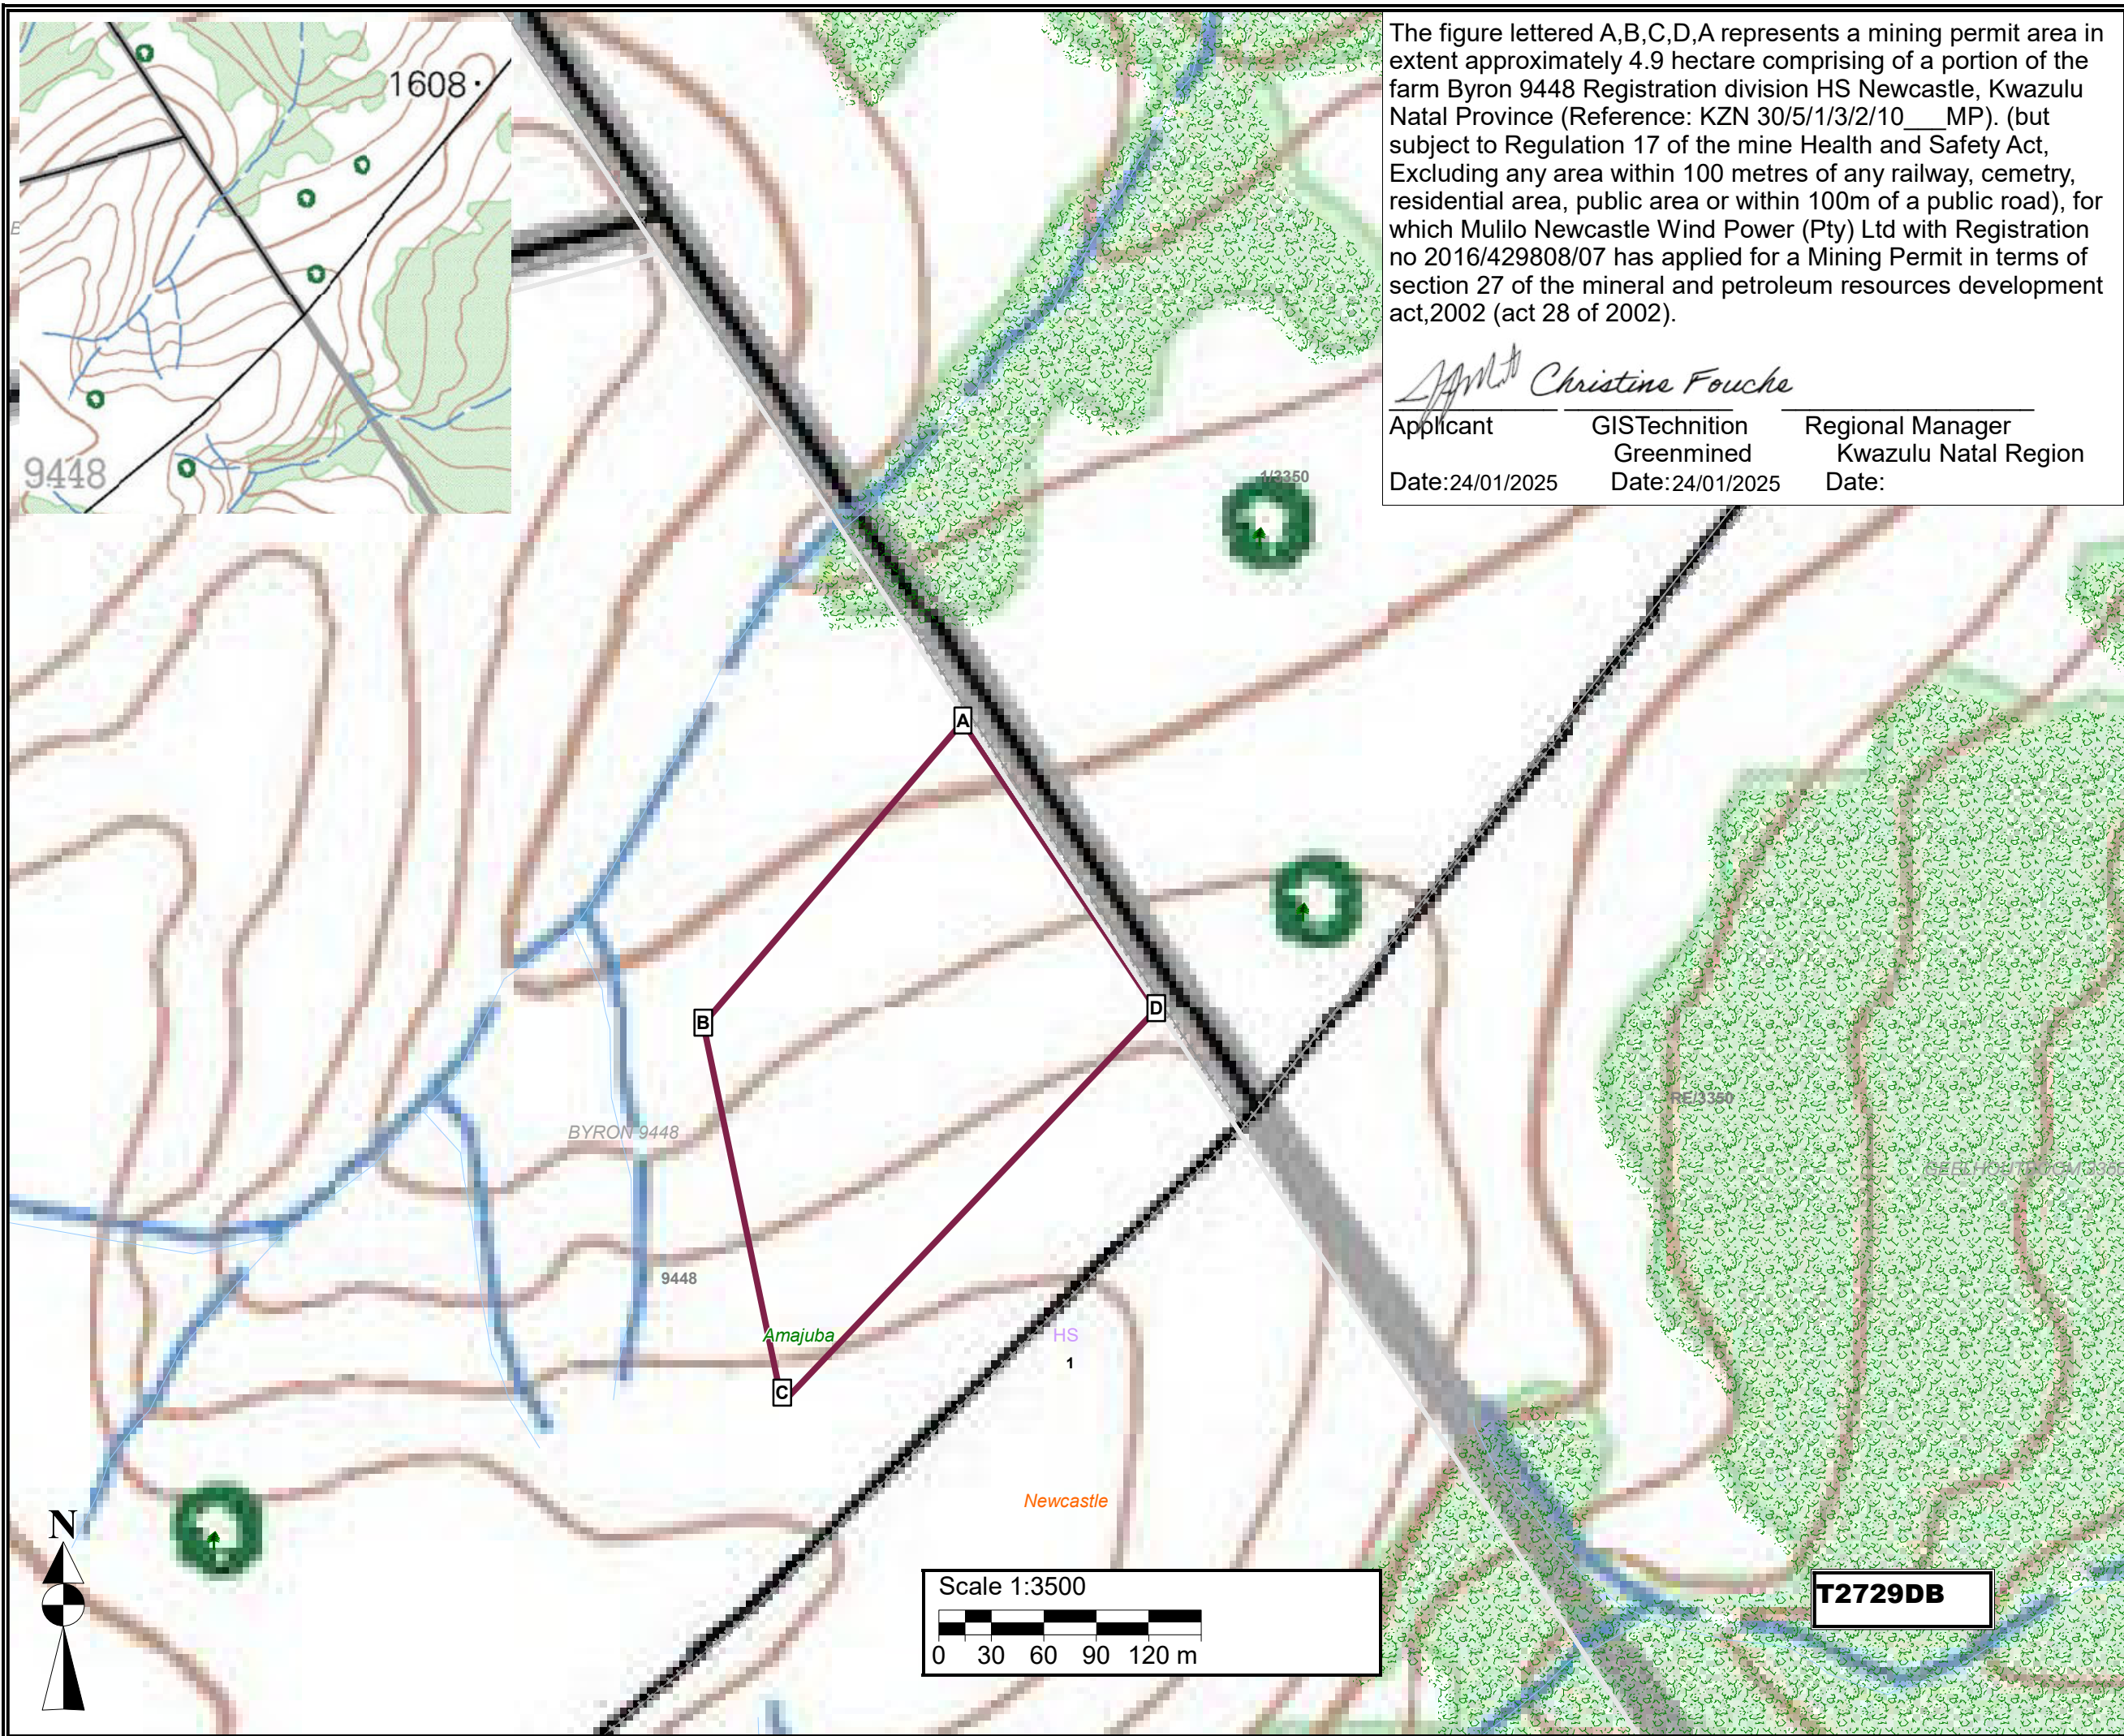 The figure lettered A,B,C,D,A represents a mining permit area in
extent approximately 4.9 hectare comprising of a portion of the
farm Byron 9448 Registration division HS Newcastle, Kwazulu
Natal Province (Reference: KZN 30/5/1/3/2/10___MP). (but
subject to Regulation 17 of the mine Health and Safety Act,
Excluding any area within 100 metres of any railway, cemetry,
residential area, public area or within 100m of a public road), for
which Mulilo Newcastle Wind Power (Pty) Ltd with Registration
no 2016/429808/07 has applied for a Mining Permit in terms of
section 27 of the mineral and petroleum resources development
act,2002 (act 28 of 2002).
Christine Fouche
Applicant GISTechnition Regional Manager
Greenmined Kwazulu Natal Region
Date:24/01/2025 Date:24/01/2025 Date:
1608
9448
1/3350
A
B
D
BYRON 9448
RE/3350
9448
Amajuba
HS
1
C
Newcastle
N
Scale 1:3500
0 30 60 90 120 m
T2729DB